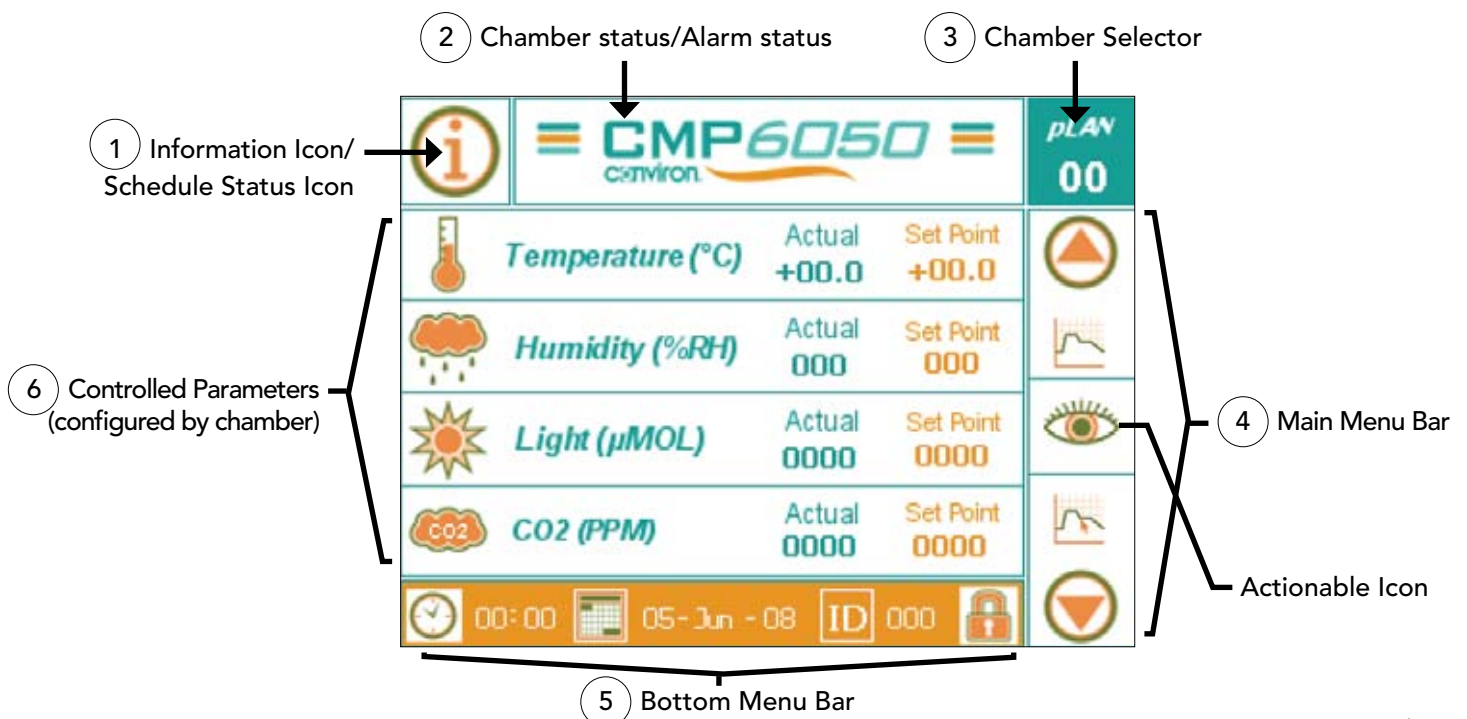 2 Chamber status/Alarm status
3 Chamber Selector
1 Information Icon/
Schedule Status Icon
i
CMP6050
conviron
pLAN
00
Temperature (°C)
Actual
+00.0
Set Point
+00.0
Humidity (%RH)
Actual
000
Set Point
000
Light (µMOL)
Actual
0000
Set Point
0000
CO2
CO2 (PPM)
Actual
0000
Set Point
0000
6 Controlled Parameters
(configured by chamber)
4 Main Menu Bar
Actionable Icon
00:00 05-Jun-08 ID 000
5 Bottom Menu Bar